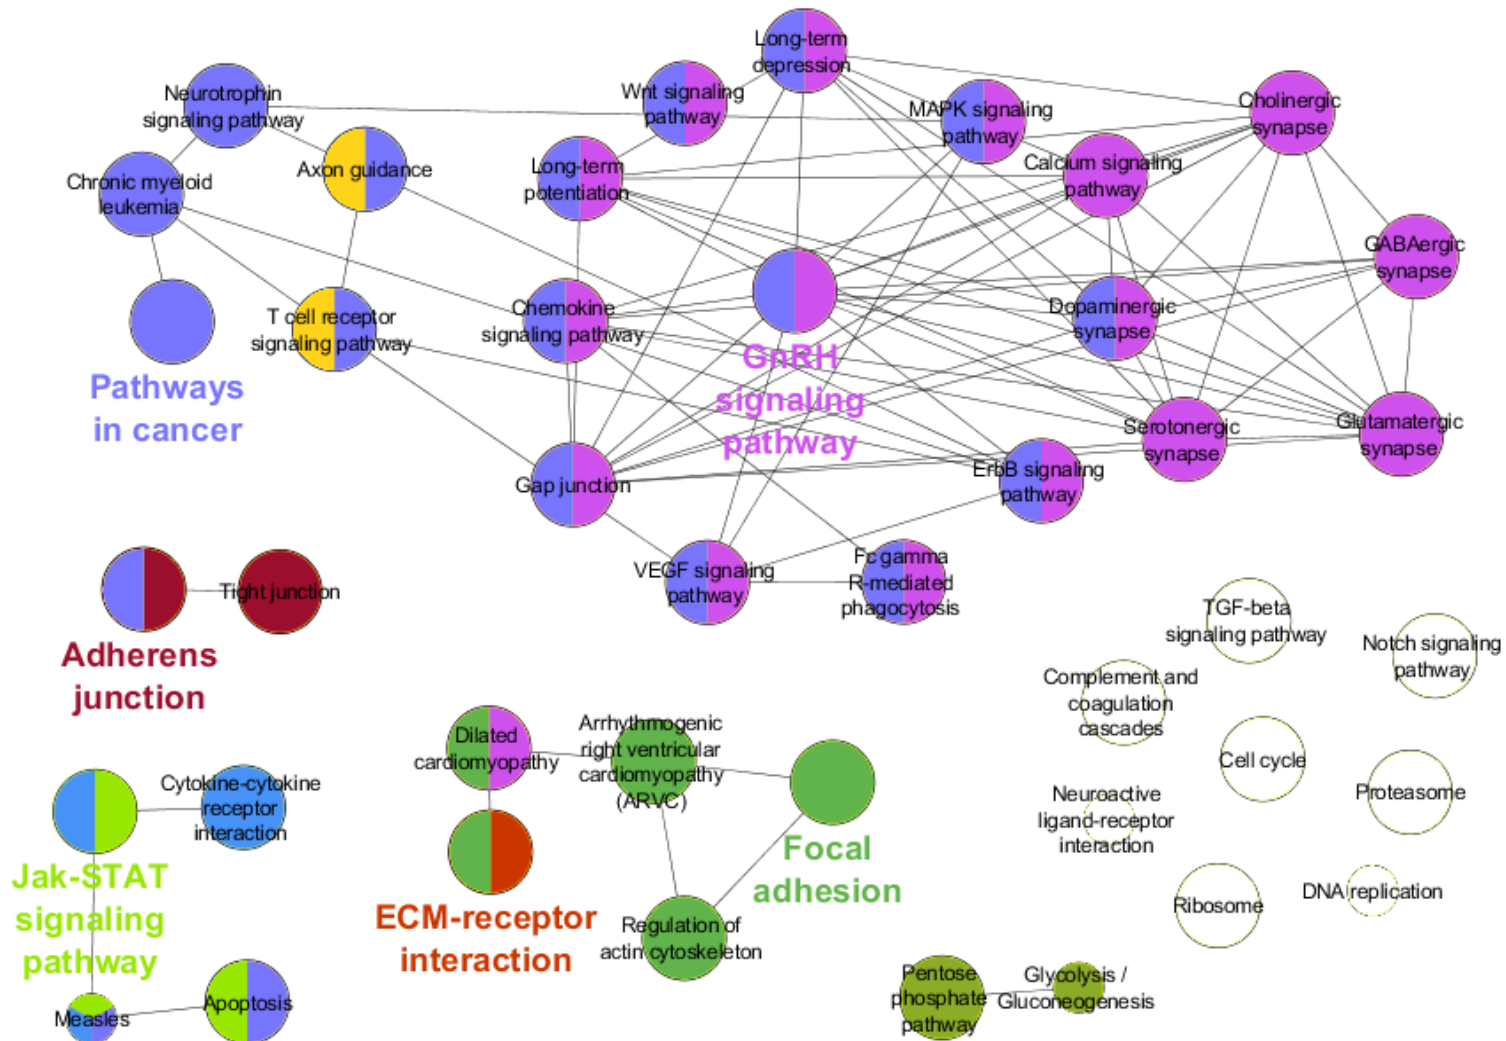 Long-term
depression
Neurotrophin
signaling pathway
Wnt signaling
pathway
MAPK signaling
pathway
Cholinergic
synapse
Axon guidance
Long-term
potentiation
Calcium signaling
pathway
Chronic myeloid
leukemia
GABAergic
synapse
T cell receptor
signaling pathway
Chemokine
signaling pathway
Dopaminergic
synapse
Pathways
in cancer
GnRH
signaling
pathway
Serotonergic
synapse
Glutamatergic
synapse
Gap junction
ErbB signaling
pathway
VEGF signaling
pathway
Fc gamma
R-mediated
phagocytosis
Tight junction
Adherens
junction
TGF-beta
signaling pathway
Notch signaling
pathway
Complement and
coagulation
cascades
Cell cycle
Proteasome
Neuroactive
ligand-receptor
interaction
Ribosome
DNA replication
Dilated
cardiomyopathy
Arrhythmogenic
right ventricular
cardiomyopathy
(ARVC)
Focal
adhesion
ECM-receptor
interaction
Regulation of
actin cytoskeleton
Cytokine-cytokine
receptor
interaction
Jak-STAT
signaling
pathway
Measles
Apoptosis
Pentose
phosphate
pathway
Glycolysis /
Gluconeogenesis